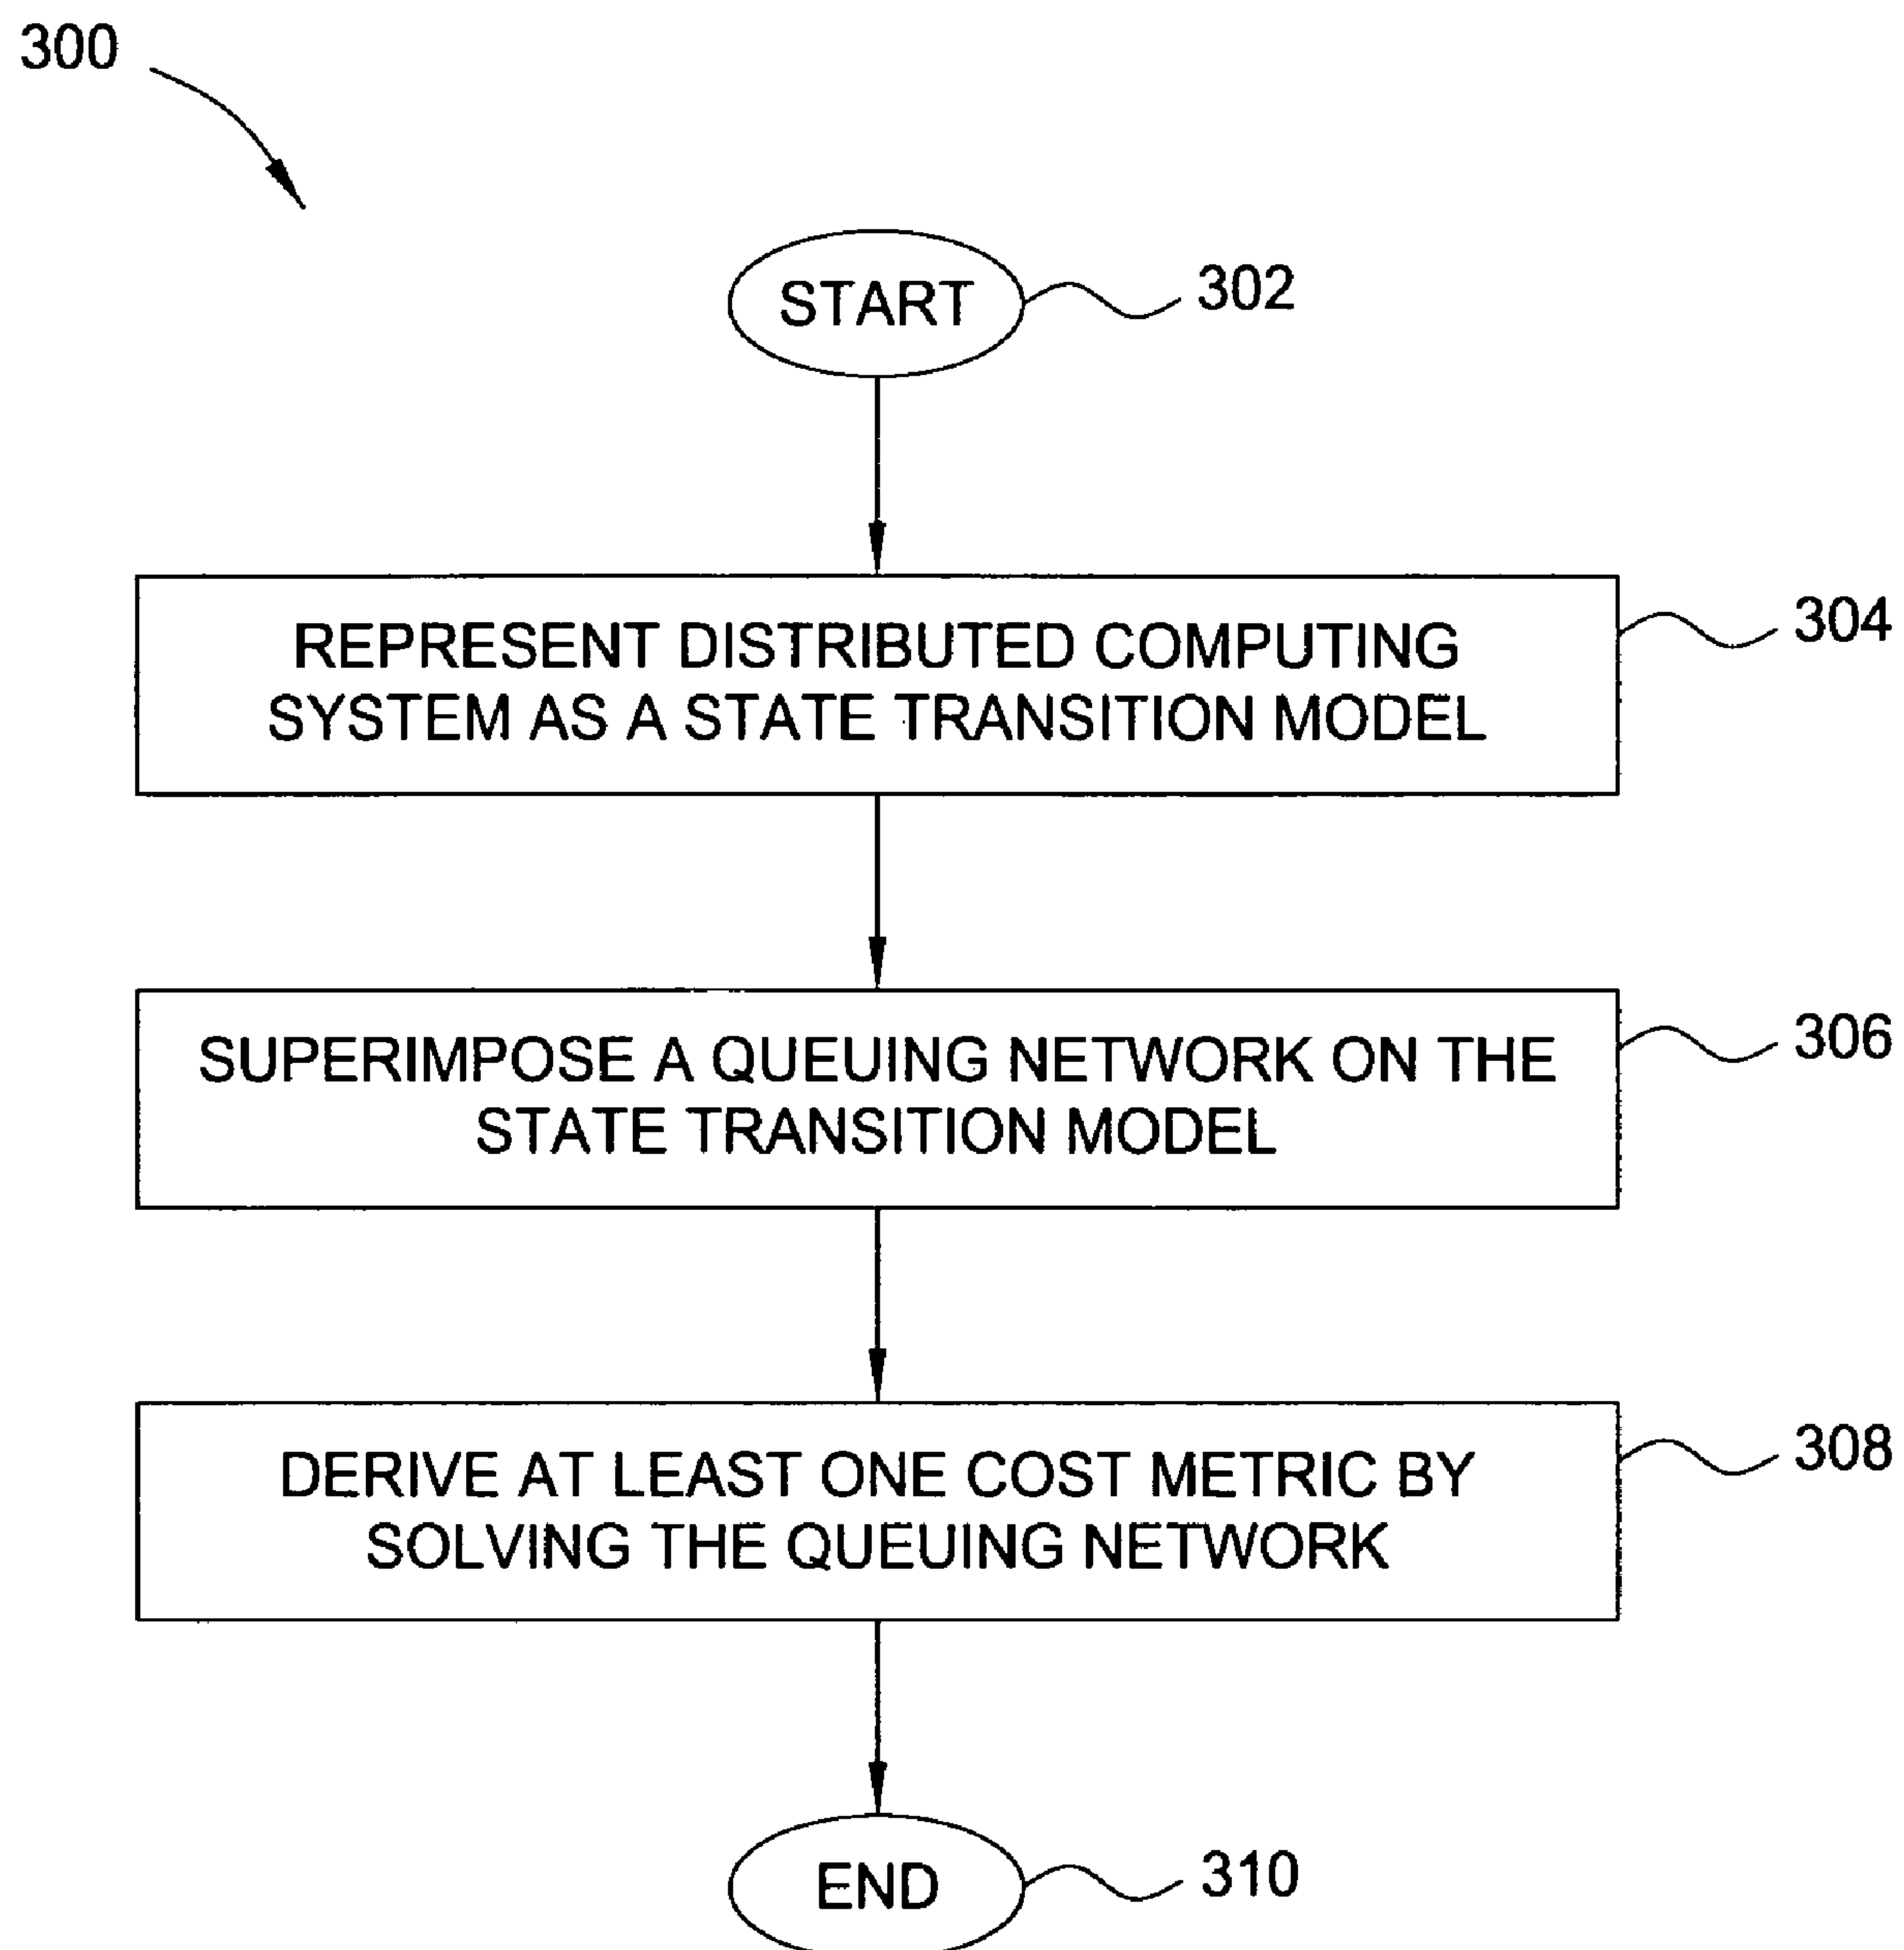 300
START
302
REPRESENT DISTRIBUTED COMPUTING
SYSTEM AS A STATE TRANSITION MODEL
304
SUPERIMPOSE A QUEUING NETWORK ON THE
STATE TRANSITION MODEL
306
DERIVE AT LEAST ONE COST METRIC BY
SOLVING THE QUEUING NETWORK
308
END
310